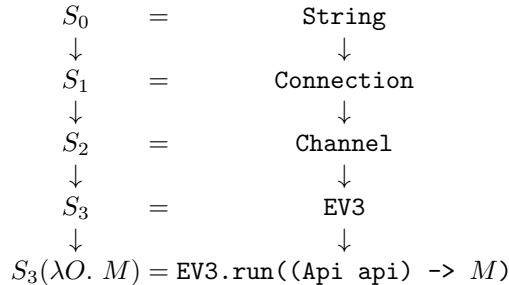 S₀ = String
↓ ↓
S₁ = Connection
↓ ↓
S₂ = Channel
↓ ↓
S₃ = EV3
↓ ↓
S₃(λO. M) = EV3.run((Api api) -> M)